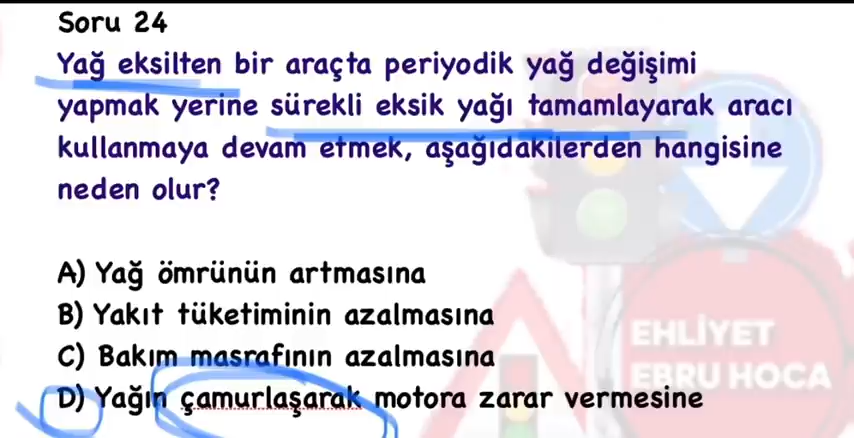 Soru 24
Yağ eksilten bir araçta periyodik yağ değişimi
yapmak yerine sürekli eksik yağı tamamlayarak aracı
kullanmaya devam etmek, aşağıdakilerden hangisine
neden olur?
A) Yağ ömrünün artmasına
B) Yakıt tüketiminin azalmasına
C) Bakım masrafının azalmasına
D) Yağın çamurlaşarak motora zarar vermesine
EHLİYET
EBRU HOCA